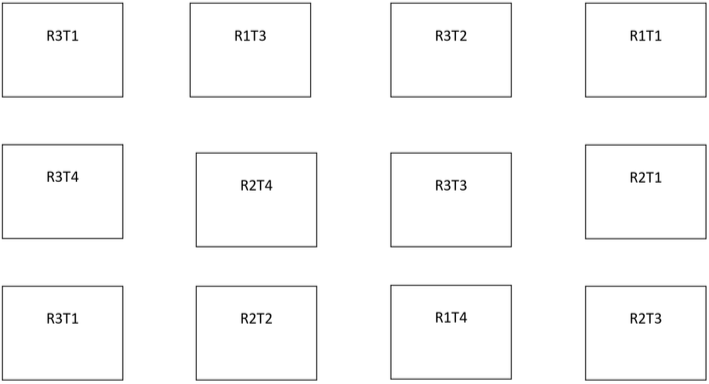 R3T1 R1T3 R3T2 R1T1
R3T4 R2T4 R3T3 R2T1
R3T1 R2T2 R1T4 R2T3